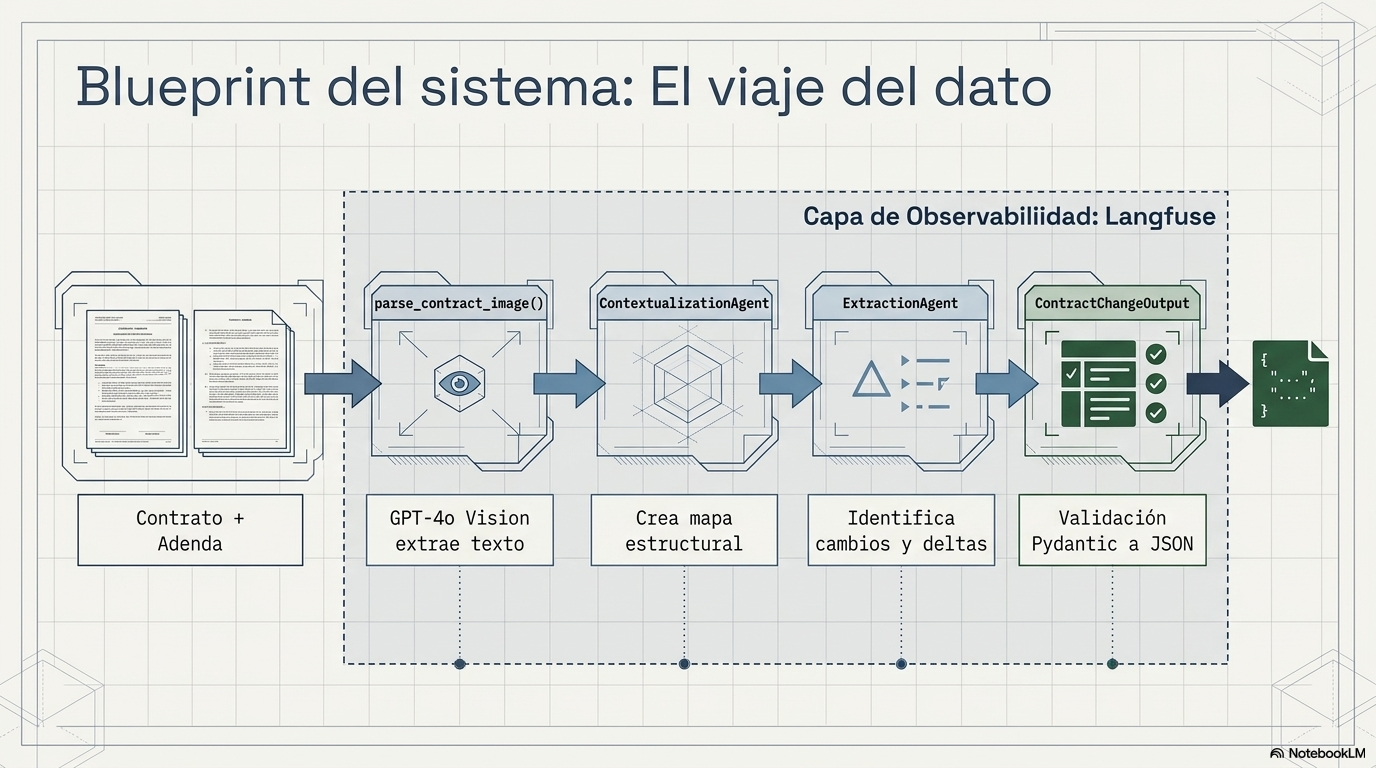 Blueprint del sistema: El viaje del dato
Capa de Observabiliidad: Langfuse
parse_contract_image()
ContextualizationAgent
ExtractionAgent
ContractChangeOutput
{
"...",
"....
}
Contrato +
Adenda
GPT-4o Vision
extrae texto
Crea mapa
estructural
Identifica
cambios y deltas
Validación
Pydantic a JSON
NotebookLM